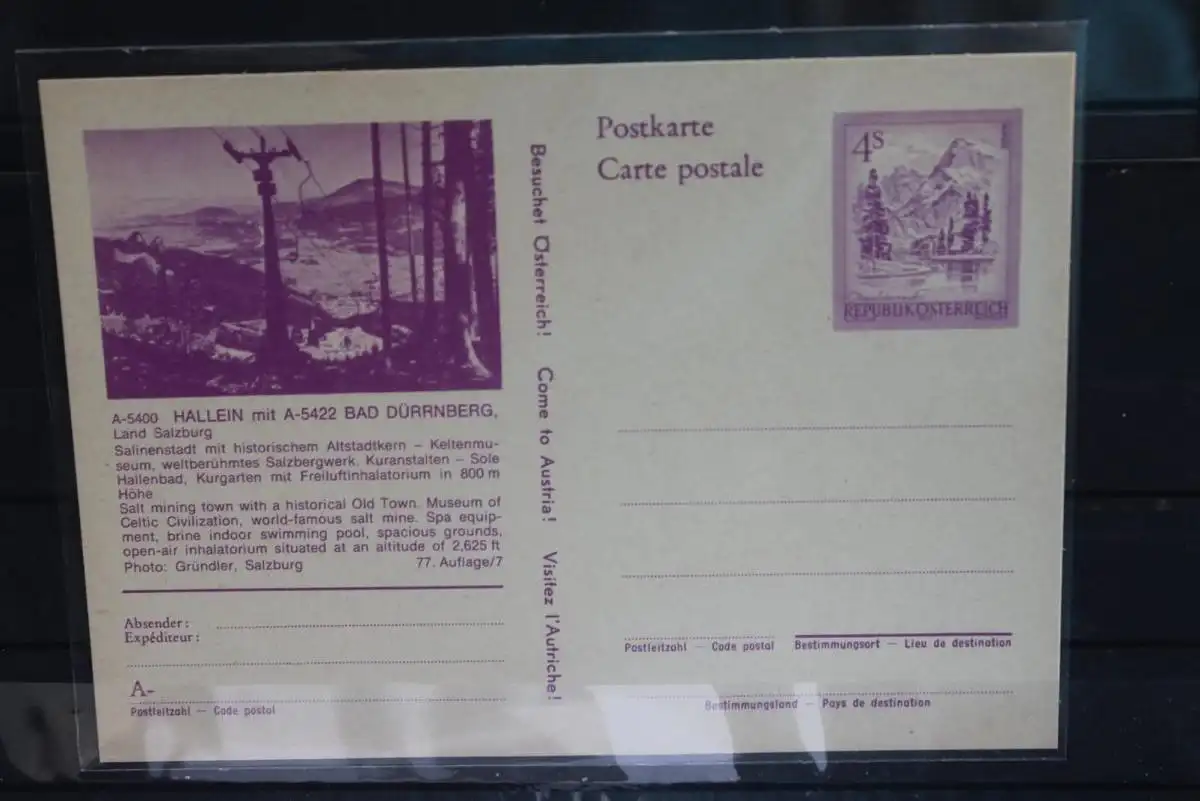 A-5400 HALLEIN mit A-5422 BAD DÜRRNBERG,
Land Salzburg
Salinenstadt mit historischem Altstadtkern – Keltenmu-
seum, weltberühmtes Salzbergwerk. Kuranstalten – Sole
Hallenbad, Kurgarten mit Freiluftinhalatorium in 800 m
Höhe
Salt mining town with a historical Old Town. Museum of
Celtic Civilization, world-famous salt mine. Spa equip-
ment, brine indoor swimming pool, spacious grounds,
open-air inhalatorium situated at an altitude of 2,625 ft
Photo: Gründler, Salzburg 77. Auflage/7
Absender:
Expéditeur:
A-
Postleitzahl — Code postal
Besuchet Österreich! Come to Austria! Visitez l'Autriche!
Postkarte
Carte postale
4S
REPUBLIK ÖSTERREICH
Postleitzahl — Code postal Bestimmungsort — Lieu de destination
Bestimmungsland — Pays de destination